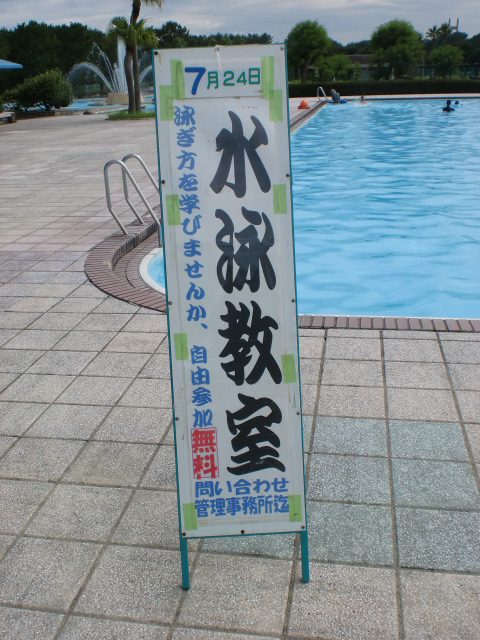 7月24日
水泳教室
泳ぎ方を学びませんか、自由参加
無料
問い合わせ
管理事務所迄